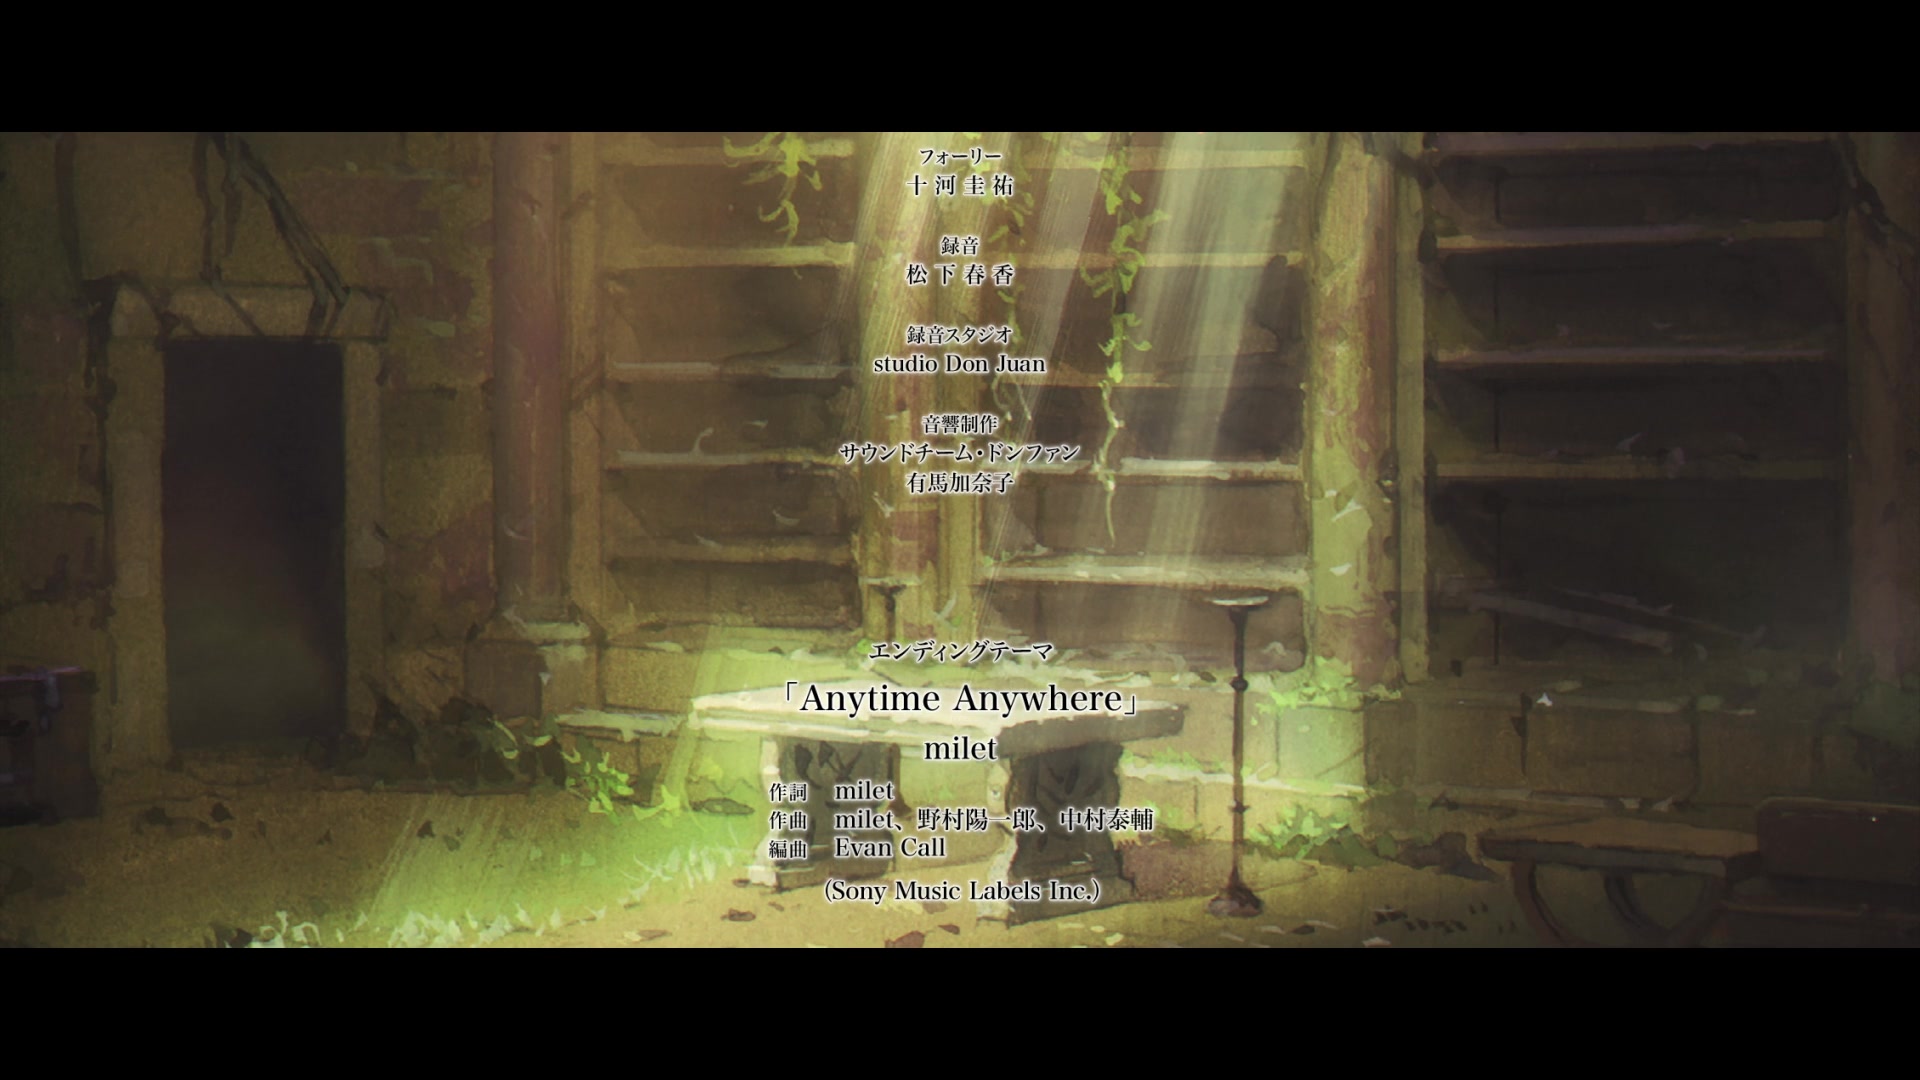 フォーリー
十河圭祐
録音
松下春香
録音スタジオ
studio Don Juan
音響制作
サウンドチーム・ドンファン
有馬加奈子
エンディングテーマ
「Anytime Anywhere」
milet
作詞 milet
作曲 milet、野村陽一郎、中村泰輔
編曲 Evan Call
(Sony Music Labels Inc.)